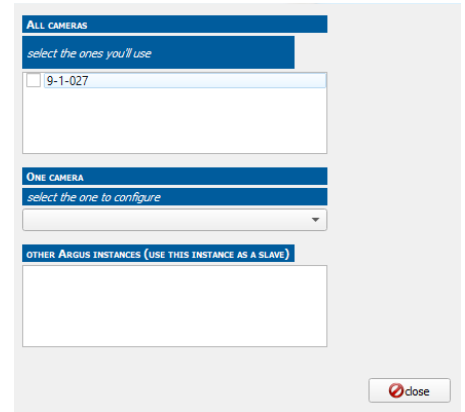 All cameras
select the ones you'll use
9-1-027
One camera
select the one to configure
other Argus instances (use this instance as a slave)
close